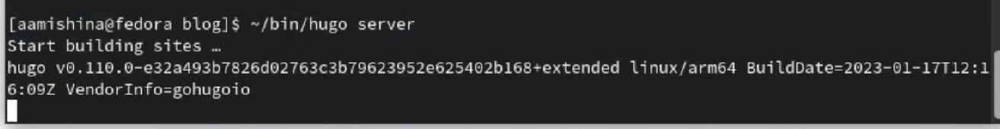 [aamishina@fedora blog]$ ~/bin/hugo server
Start building sites …
hugo v0.110.0-e32a493b7826d02763c3b79623952e625402b168+extended linux/arm64 BuildDate=2023-01-17T12:1
6:09Z VendorInfo=gohugoio